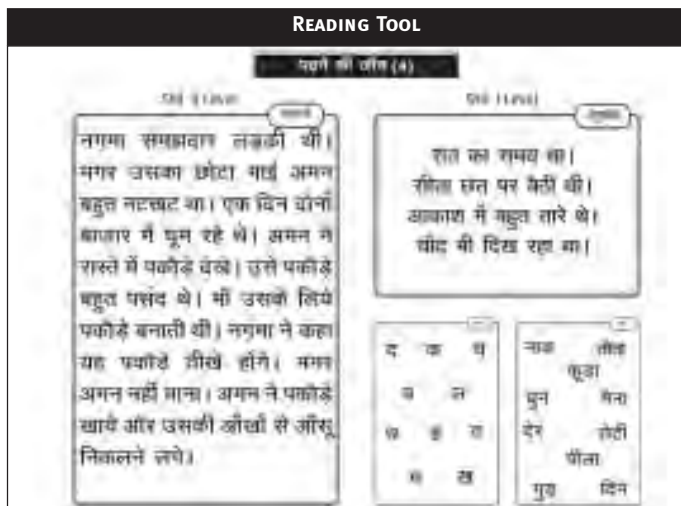 READING TOOL
पढ़ने की जाँच (4)
नगमा समझदार लड़की थी।
मगर उसका छोटा भाई अमन
बहुत नटखट था। एक दिन दोनों
बाजार में घूम रहे थे। अमन ने
रास्ते में पकोड़े देखे। उसे पकोड़े
बहुत पसंद थे। माँ उसके लिये
पकोड़े बनाती थी। नगमा ने कहा
यह पकोड़े तीखे होंगे। मगर
अमन नहीं माना। अमन ने पकोड़े
खाये और उसकी आँखों से आँसू
निकलने लगे।
रात का समय था।
छत पर बैठी थी।
आकाश में बहुत तारे थे।
चाँद भी दिख रहा था।
द क
ल
ख
कूडा
मैना
देर रोटी
पीला
गुड दिन